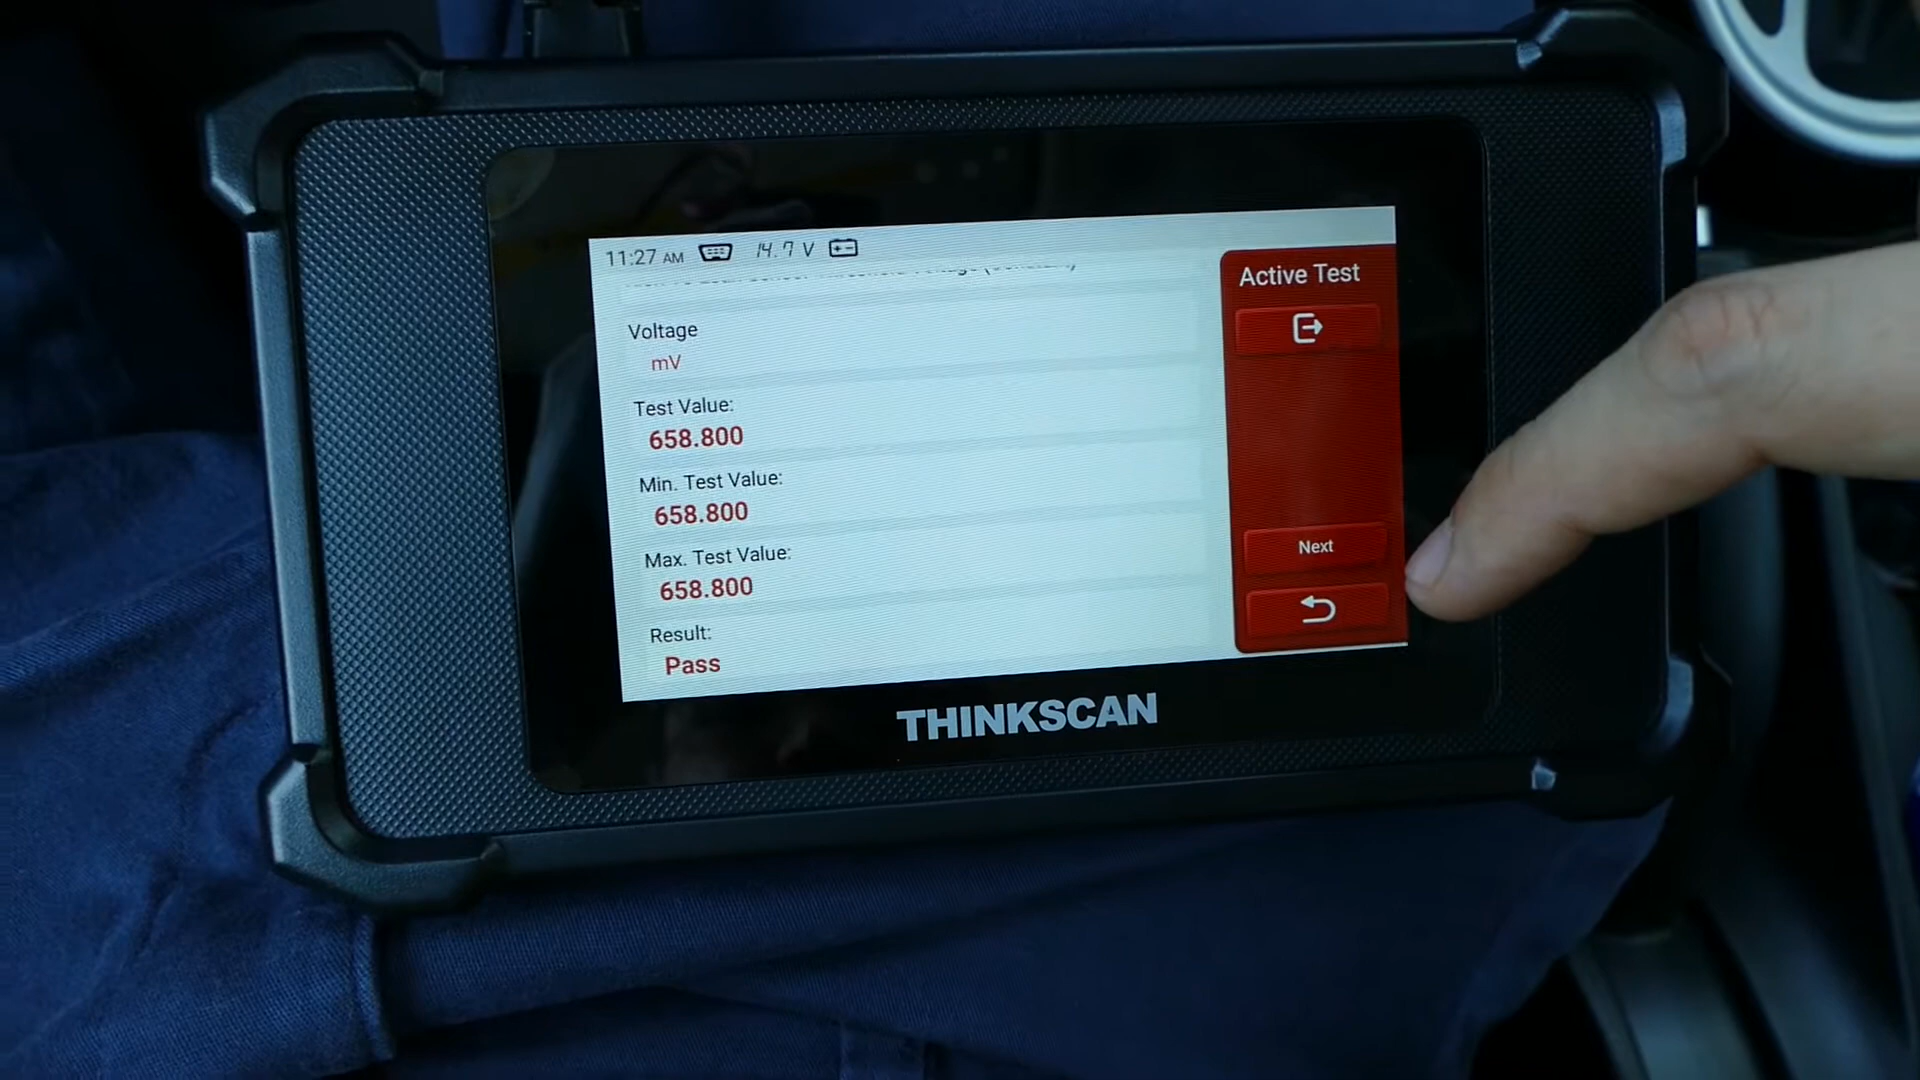 11:27 AM 14.7 V
Active Test
Voltage
mV
Test Value:
658.800
Min. Test Value:
658.800
Max. Test Value:
658.800
Result:
Pass
Next
THINKSCAN